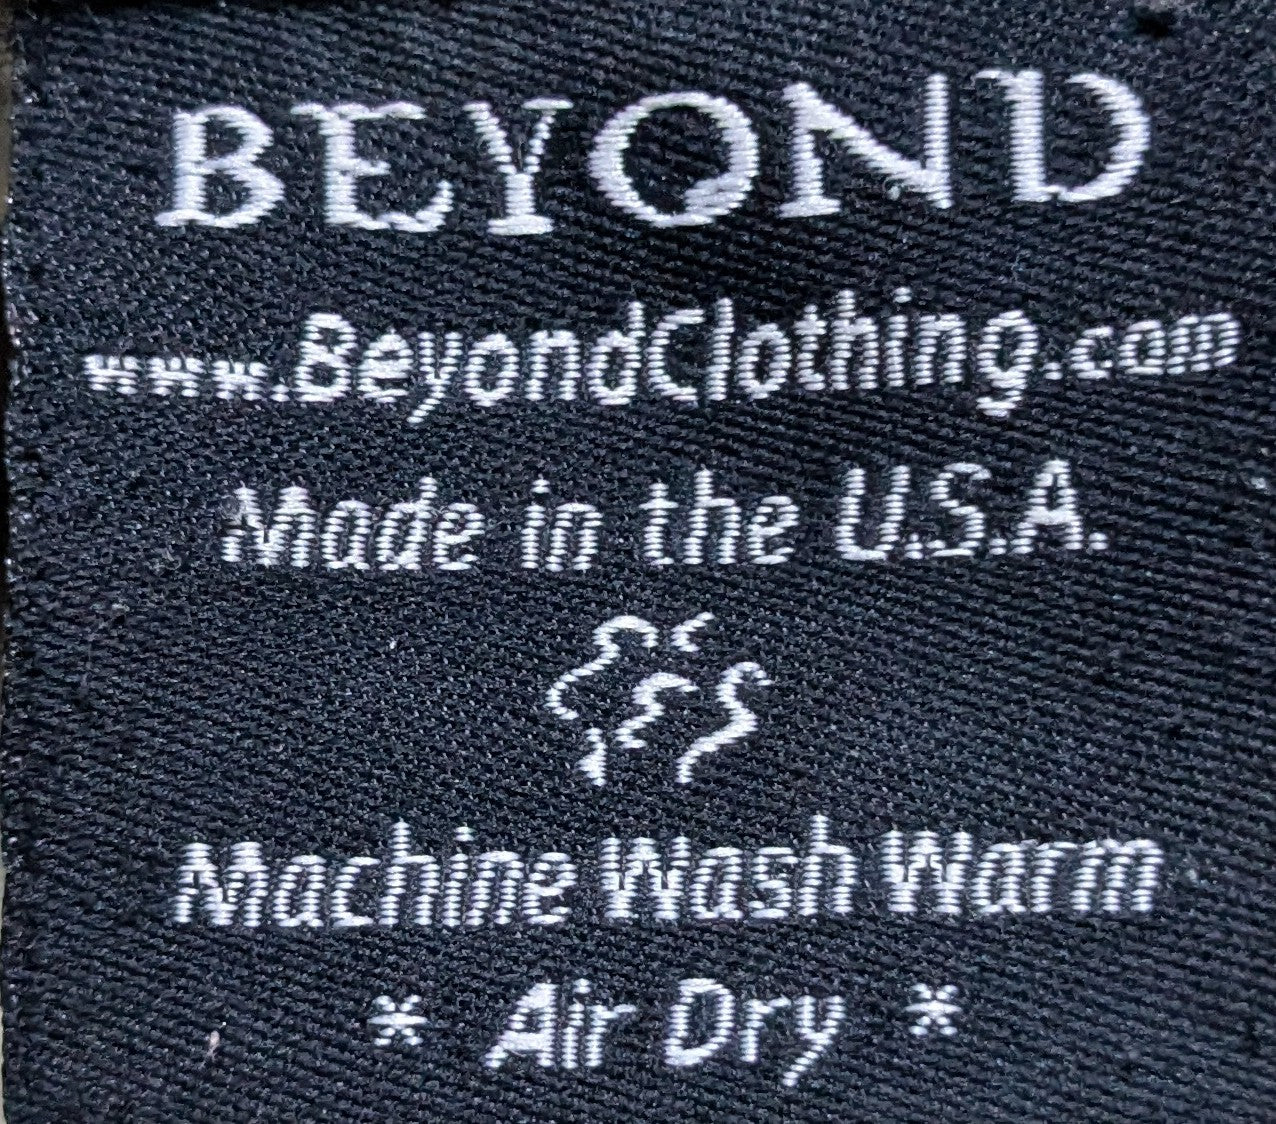 BEYOND
www.BeyondClothing.com
Made in the U.S.A.
Machine Wash Warm
* Air Dry *